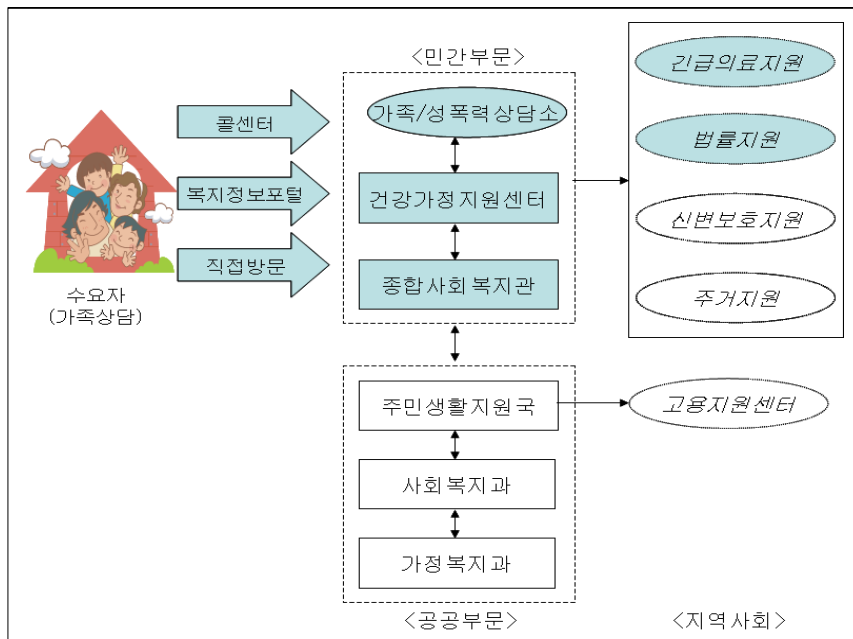 <민간부문>
긴급의료지원
가족/성폭력상담소
콜센터
법률지원
복지정보포털
건강가정지원센터
신변보호지원
직접방문
종합사회복지관
주거지원
수요자
(가족상담)
주민생활지원국
고용지원센터
사회복지과
가정복지과
<공공부문>
<지역사회>